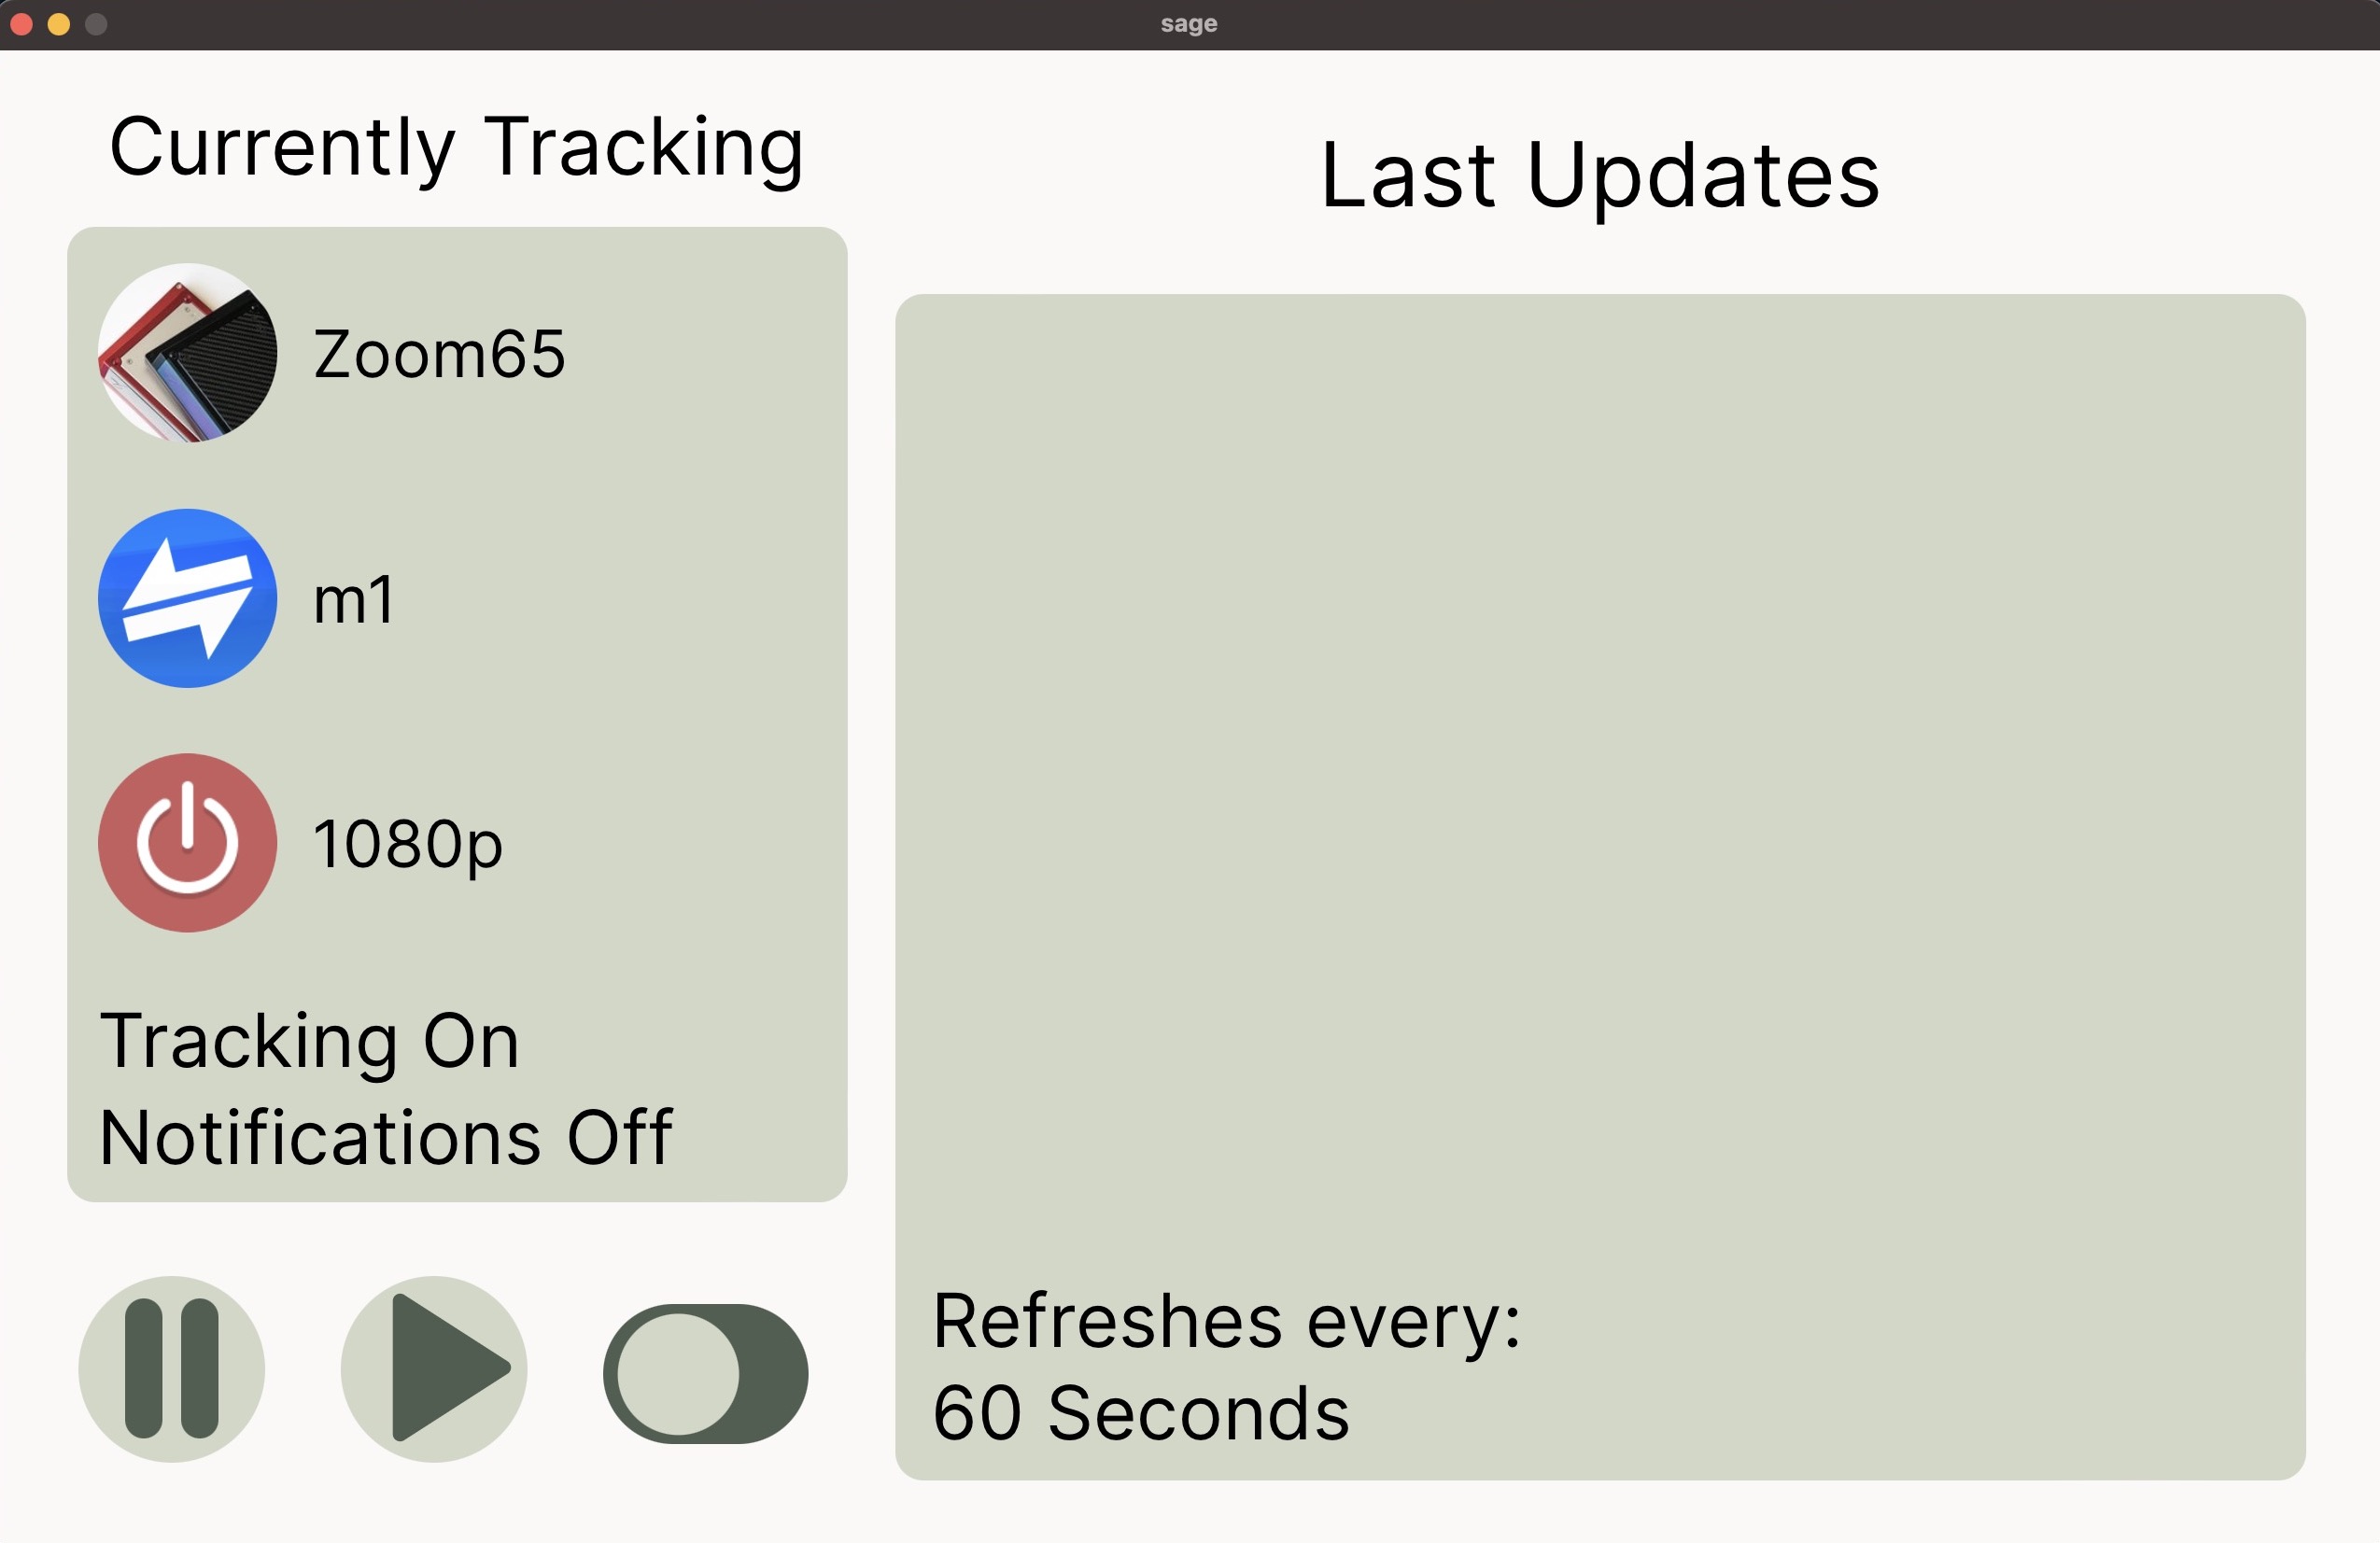 sage
Currently Tracking
Zoom65
m1
1080p
Tracking On
Notifications Off
Last Updates
Refreshes every:
60 Seconds